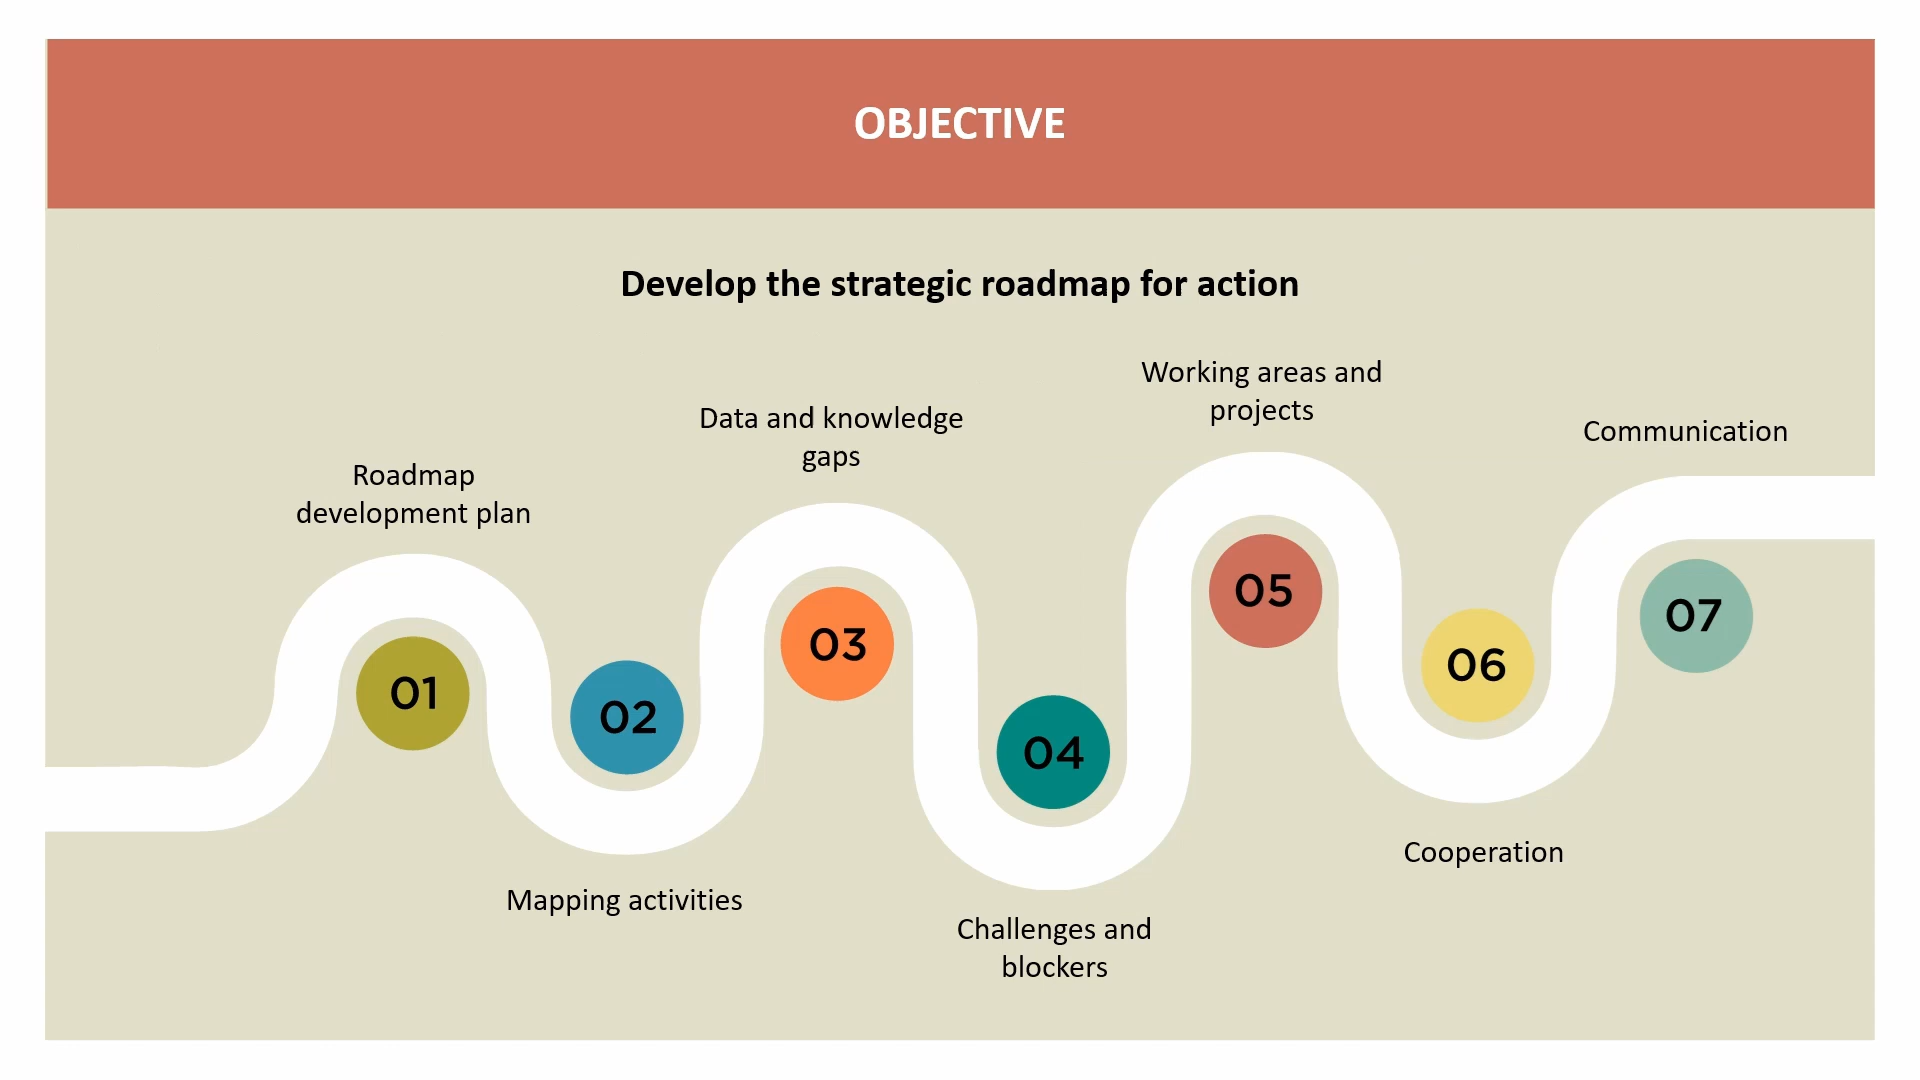 OBJECTIVE
Develop the strategic roadmap for action
Roadmap
development plan
01
02
Mapping activities
Data and knowledge
gaps
03
04
Challenges and
blockers
Working areas and
projects
05
06
Cooperation
Communication
07